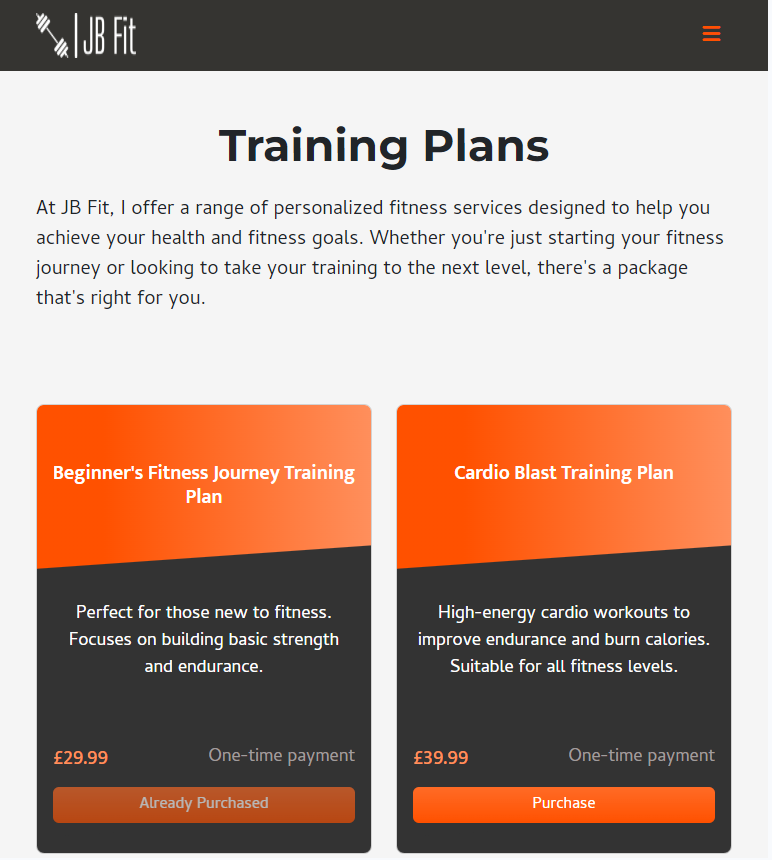 JB Fit
Training Plans
At JB Fit, I offer a range of personalized fitness services designed to help you
achieve your health and fitness goals. Whether you're just starting your fitness
journey or looking to take your training to the next level, there's a package
that's right for you.
Beginner's Fitness Journey Training
Plan
Perfect for those new to fitness.
Focuses on building basic strength
and endurance.
£29.99
One-time payment
Already Purchased
Cardio Blast Training Plan
High-energy cardio workouts to
improve endurance and burn calories.
Suitable for all fitness levels.
£39.99
One-time payment
Purchase